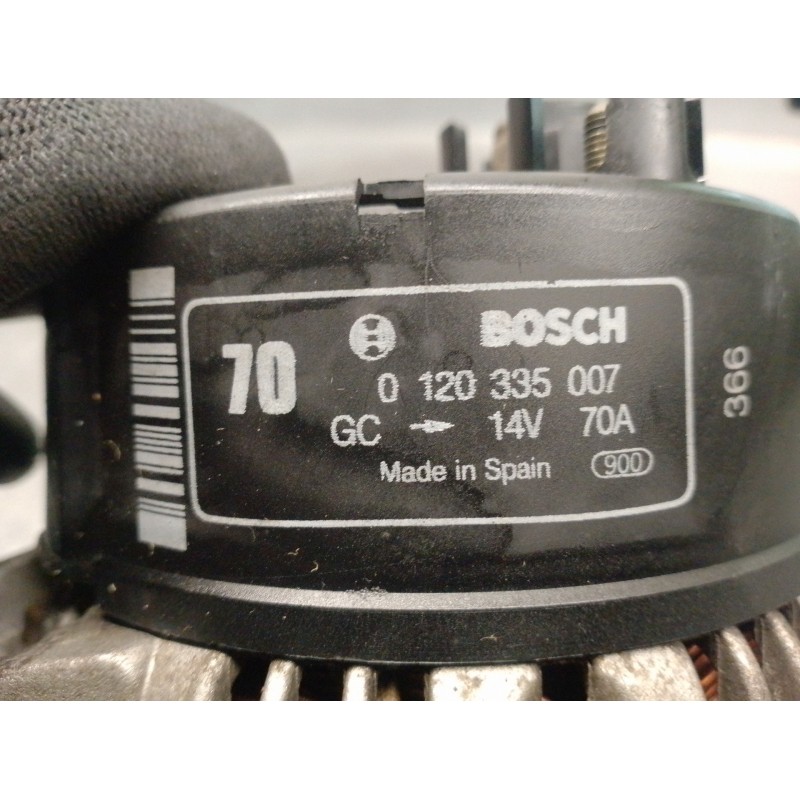 70 BOSCH
0 120 335 007
GC → 14V 70A
Made in Spain 900
366